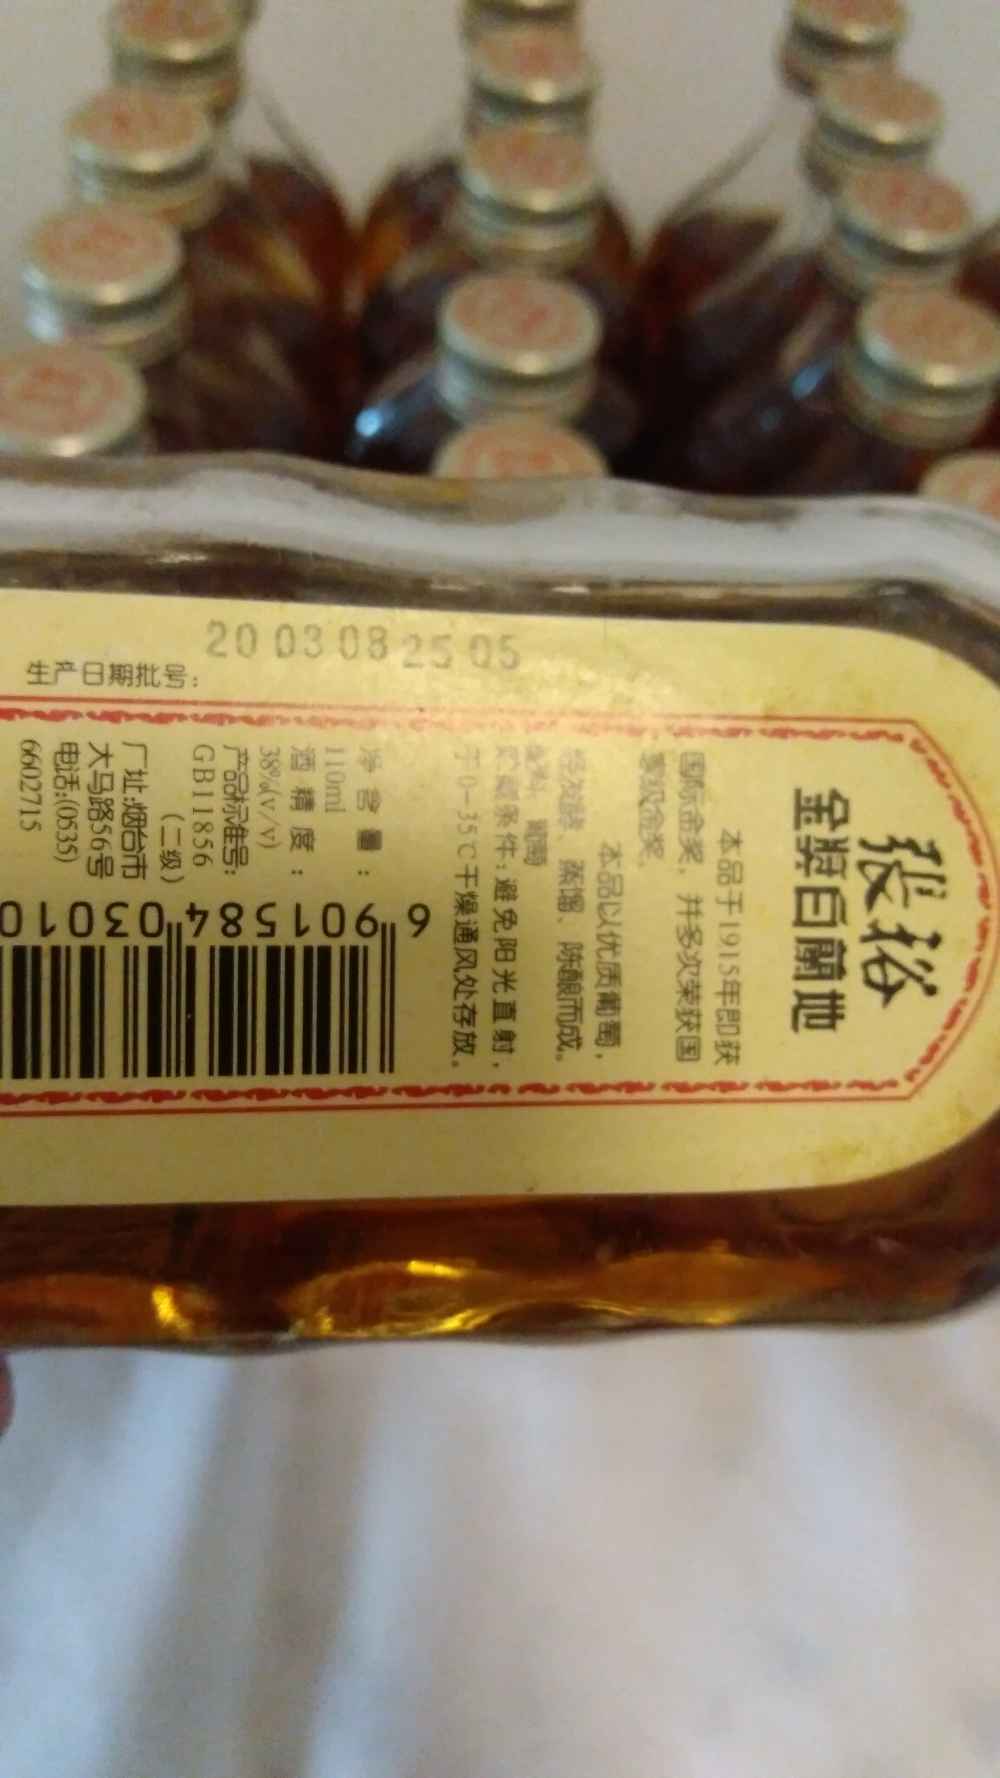 張裕
金獎白蘭地
本品于1915年即获
国际金奖，并多次荣获国
家级金奖。
本品以优质葡萄，
经发酵、蒸馏、陈酿而成。
原料：葡萄
贮藏条件：避免阳光直射，
于0-35℃干燥通风处存放。
净含量：
110ml
酒精度：
38%(v/v)
产品标准号：
GB11856
(二级)
厂址:烟台市
大马路56号
电话:(0535)
6602715
6 901584 03010
生产日期批号：
20 03 08 25 05